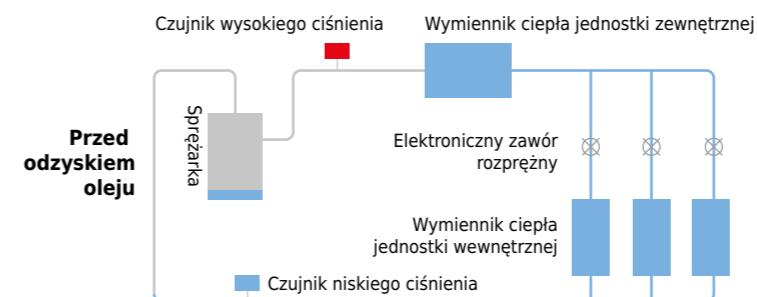 Czujnik wysokiego ciśnienia
Wymiennik ciepła jednostki zewnętrznej
Sprężarka
Przed
odzyskiem
oleju
Elektroniczny zawór
rozprężny
Wymiennik ciepła
jednostki wewnętrznej
Czujnik niskiego ciśnienia